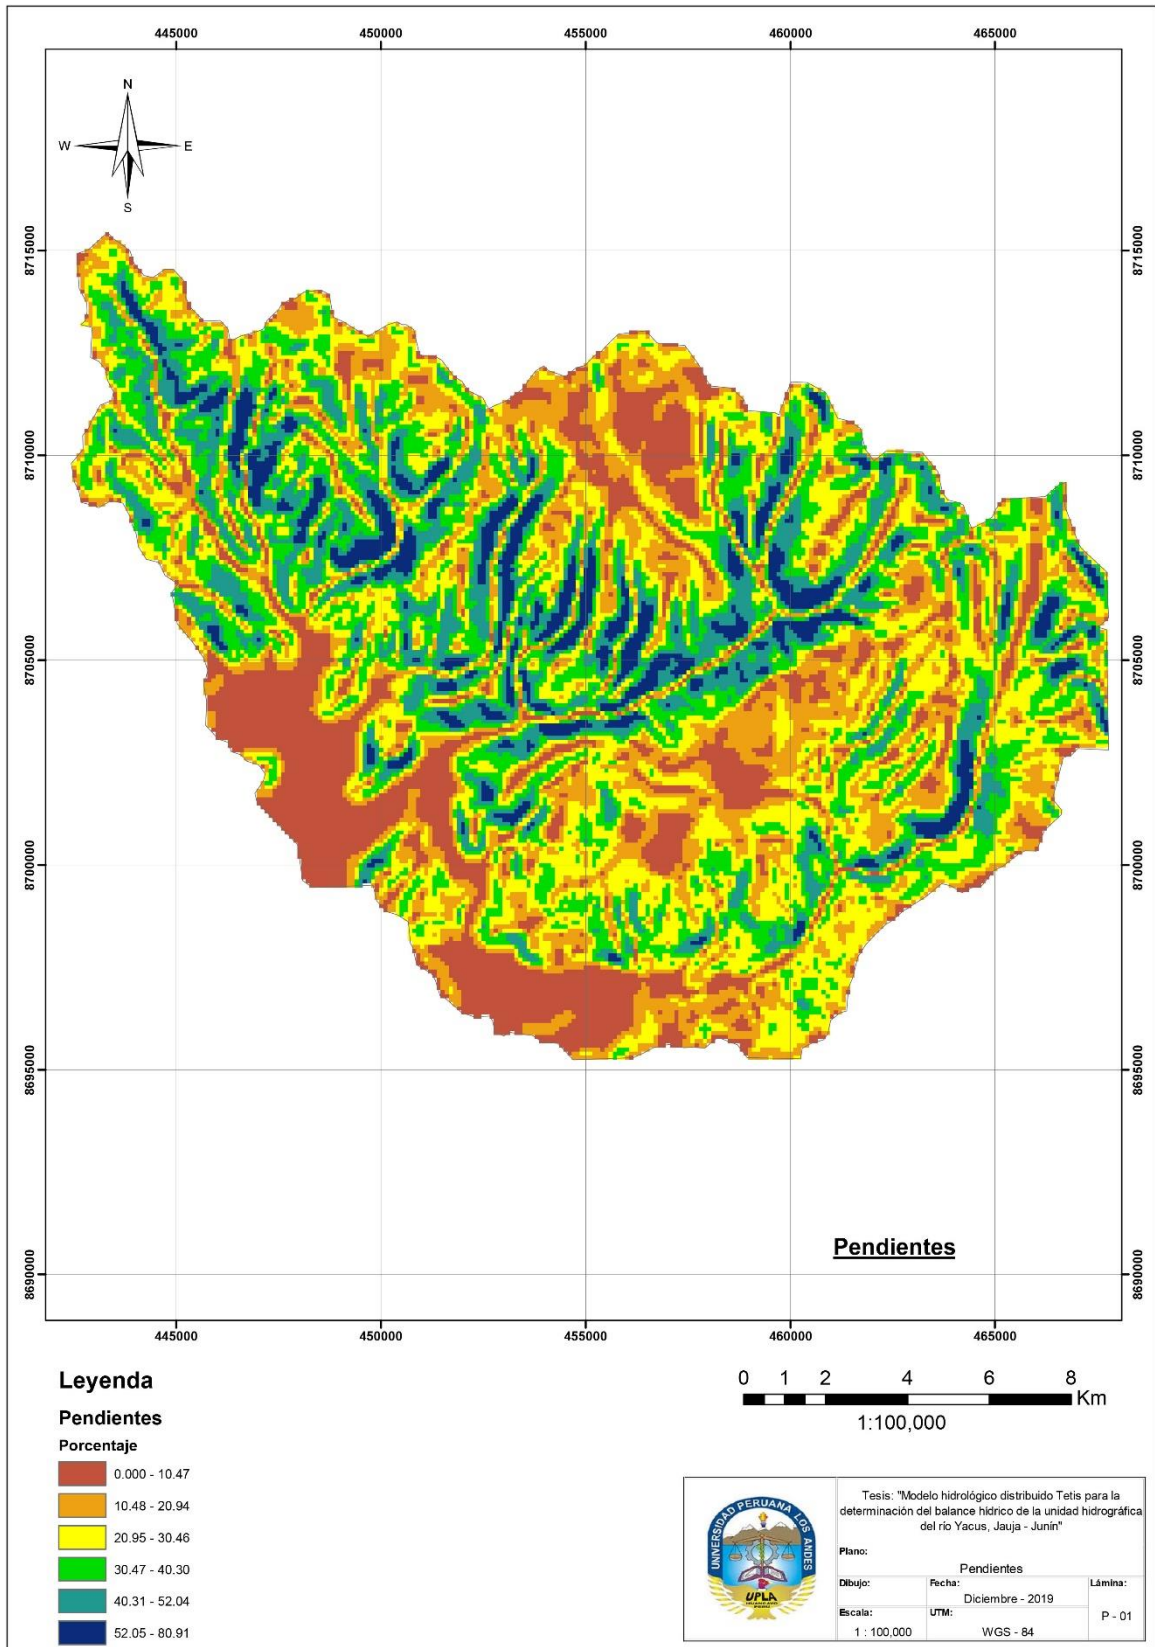 445000 450000 455000 460000 465000
N
W E
S
8715000 8715000
8710000 8710000
8705000 8705000
8700000 8700000
8695000 8695000
Pendientes
8690000 8690000
445000 450000 455000 460000 465000
Leyenda
Pendientes
Porcentaje
0.000 - 10.47
10.48 - 20.94
20.95 - 30.46
30.47 - 40.30
40.31 - 52.04
52.05 - 80.91
0 1 2 4 6 8
Km
1:100,000
UNIVERSIDAD PERUANA LOS ANDES
UPLA
Tesis: "Modelo hidrológico distribuido Tetis para la
determinación del balance hídrico de la unidad hidrográfica
del río Yacus, Jauja - Junín"
Plano:
Pendientes
Dibujo: Fecha: Lámina:
Diciembre - 2019
P - 01
Escala: UTM:
1 : 100,000 WGS - 84